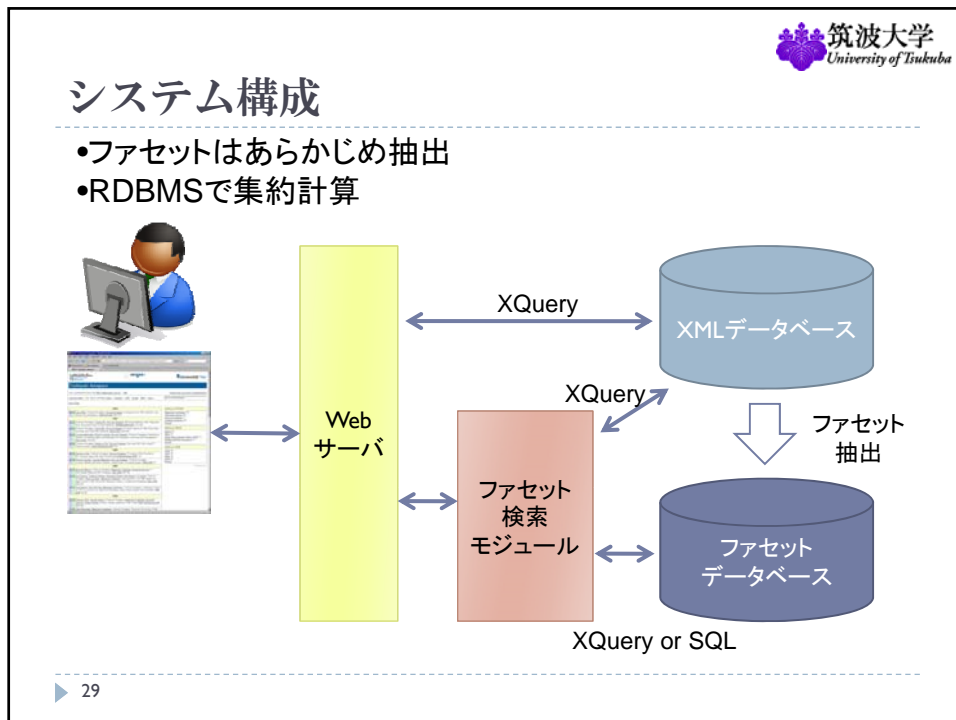 筑波大学
University of Tsukuba
システム構成
•ファセットはあらかじめ抽出
•RDBMSで集約計算
XQuery
XMLデータベース
XQuery
Web
サーバ
ファセット
抽出
ファセット
検索
モジュール
ファセット
データベース
XQuery or SQL
29